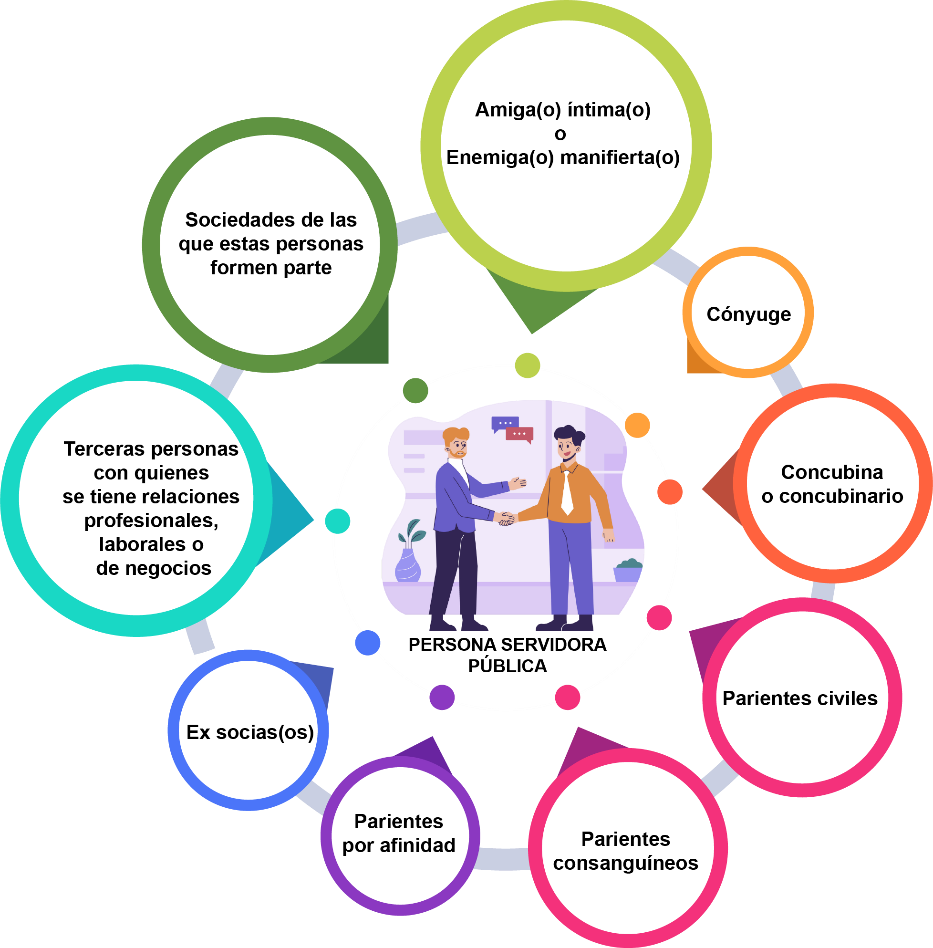 Amiga(o) íntima(o)
o
Enemiga(o) manifierta(o)
Sociedades de las
que estas personas
formen parte
Cónyuge
Terceras personas
con quienes
se tiene relaciones
profesionales,
laborales o
de negocios
Concubina
o concubinario
PERSONA SERVIDORA
PÚBLICA
Parientes civiles
Ex socias(os)
Parientes
por afinidad
Parientes
consanguíneos